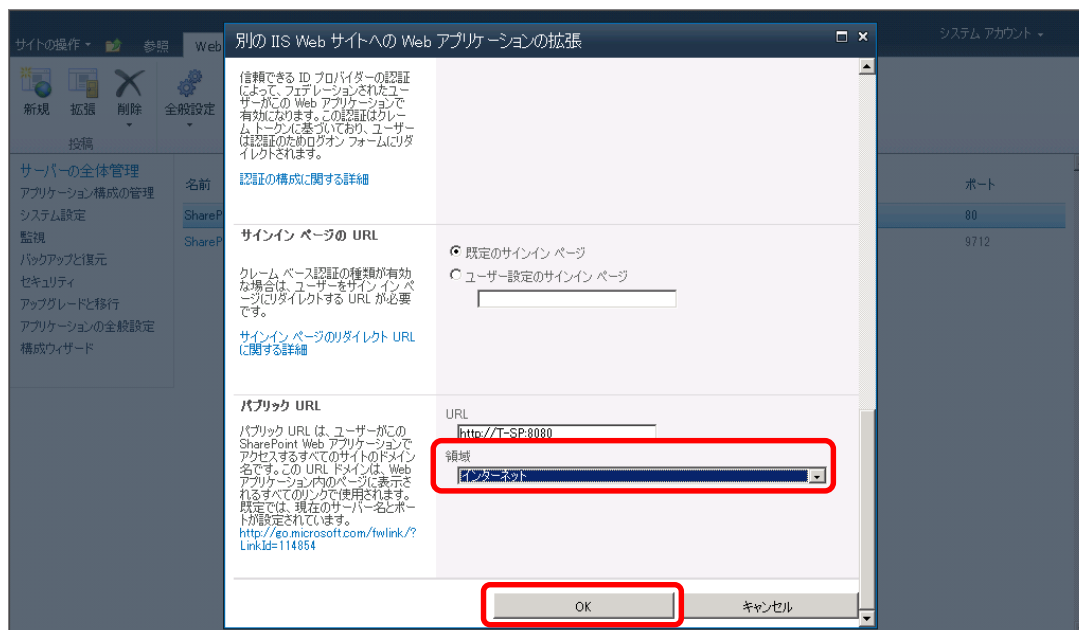 サイトの操作
参照
Web
システム アカウント
新規
拡張
削除
全般設定
投稿
サーバーの全体管理
アプリケーション構成の管理
システム設定
監視
バックアップと復元
セキュリティ
アップグレードと移行
アプリケーションの全般設定
構成ウィザード
名前
ポート
ShareP
80
ShareP
9712
別の IIS Web サイトへの Web アプリケーションの拡張
信頼できる ID プロバイダーの認証
によって、フェデレーションされたユー
ザーがこの Web アプリケーションで
有効になります。この認証はクレー
ム トークンに基づいており、ユーザー
は認証のためログオン フォームにリダ
イレクトされます。
認証の構成に関する詳細
サインイン ページの URL
クレーム ベース認証の種類が有効
な場合は、ユーザーをサイン イン ペ
ージにリダイレクトする URL が必要
です。
サインイン ページのリダイレクト URL
に関する詳細
既定のサインイン ページ
ユーザー設定のサインイン ページ
パブリック URL
パブリック URL は、ユーザーがこの
SharePoint Web アプリケーションで
アクセスするすべてのサイトのドメイン
名です。この URL ドメインは、Web
アプリケーション内のページに表示さ
れるすべてのリンクで使用されます。
既定では、現在のサーバー名とポー
トが設定されています。
http://go.microsoft.com/fwlink/?
LinkId=114854
URL
http://T-SP:8080
領域
インターネット
OK
キャンセル